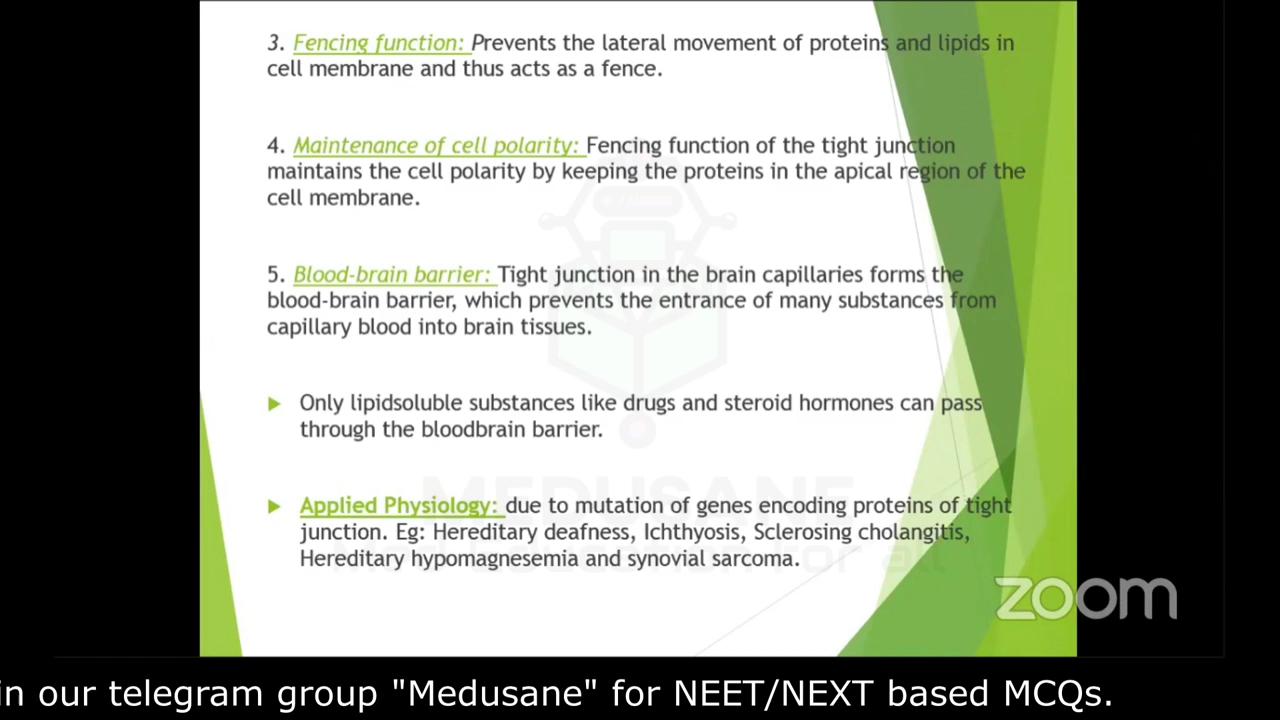 3. Fencing function: Prevents the lateral movement of proteins and lipids in
cell membrane and thus acts as a fence.
4. Maintenance of cell polarity: Fencing function of the tight junction
maintains the cell polarity by keeping the proteins in the apical region of the
cell membrane.
5. Blood-brain barrier: Tight junction in the brain capillaries forms the
blood-brain barrier, which prevents the entrance of many substances from
capillary blood into brain tissues.
Only lipidsoluble substances like drugs and steroid hormones can pass
through the bloodbrain barrier.
MEDUSANE
Applied Physiology: due to mutation of genes encoding proteins of tight
junction. Eg: Hereditary deafness, Ichthyosis, Sclerosing cholangitis,
Hereditary hypomagnesemia and synovial sarcoma.
zoom
in our telegram group "Medusane" for NEET/NEXT based MCQs.